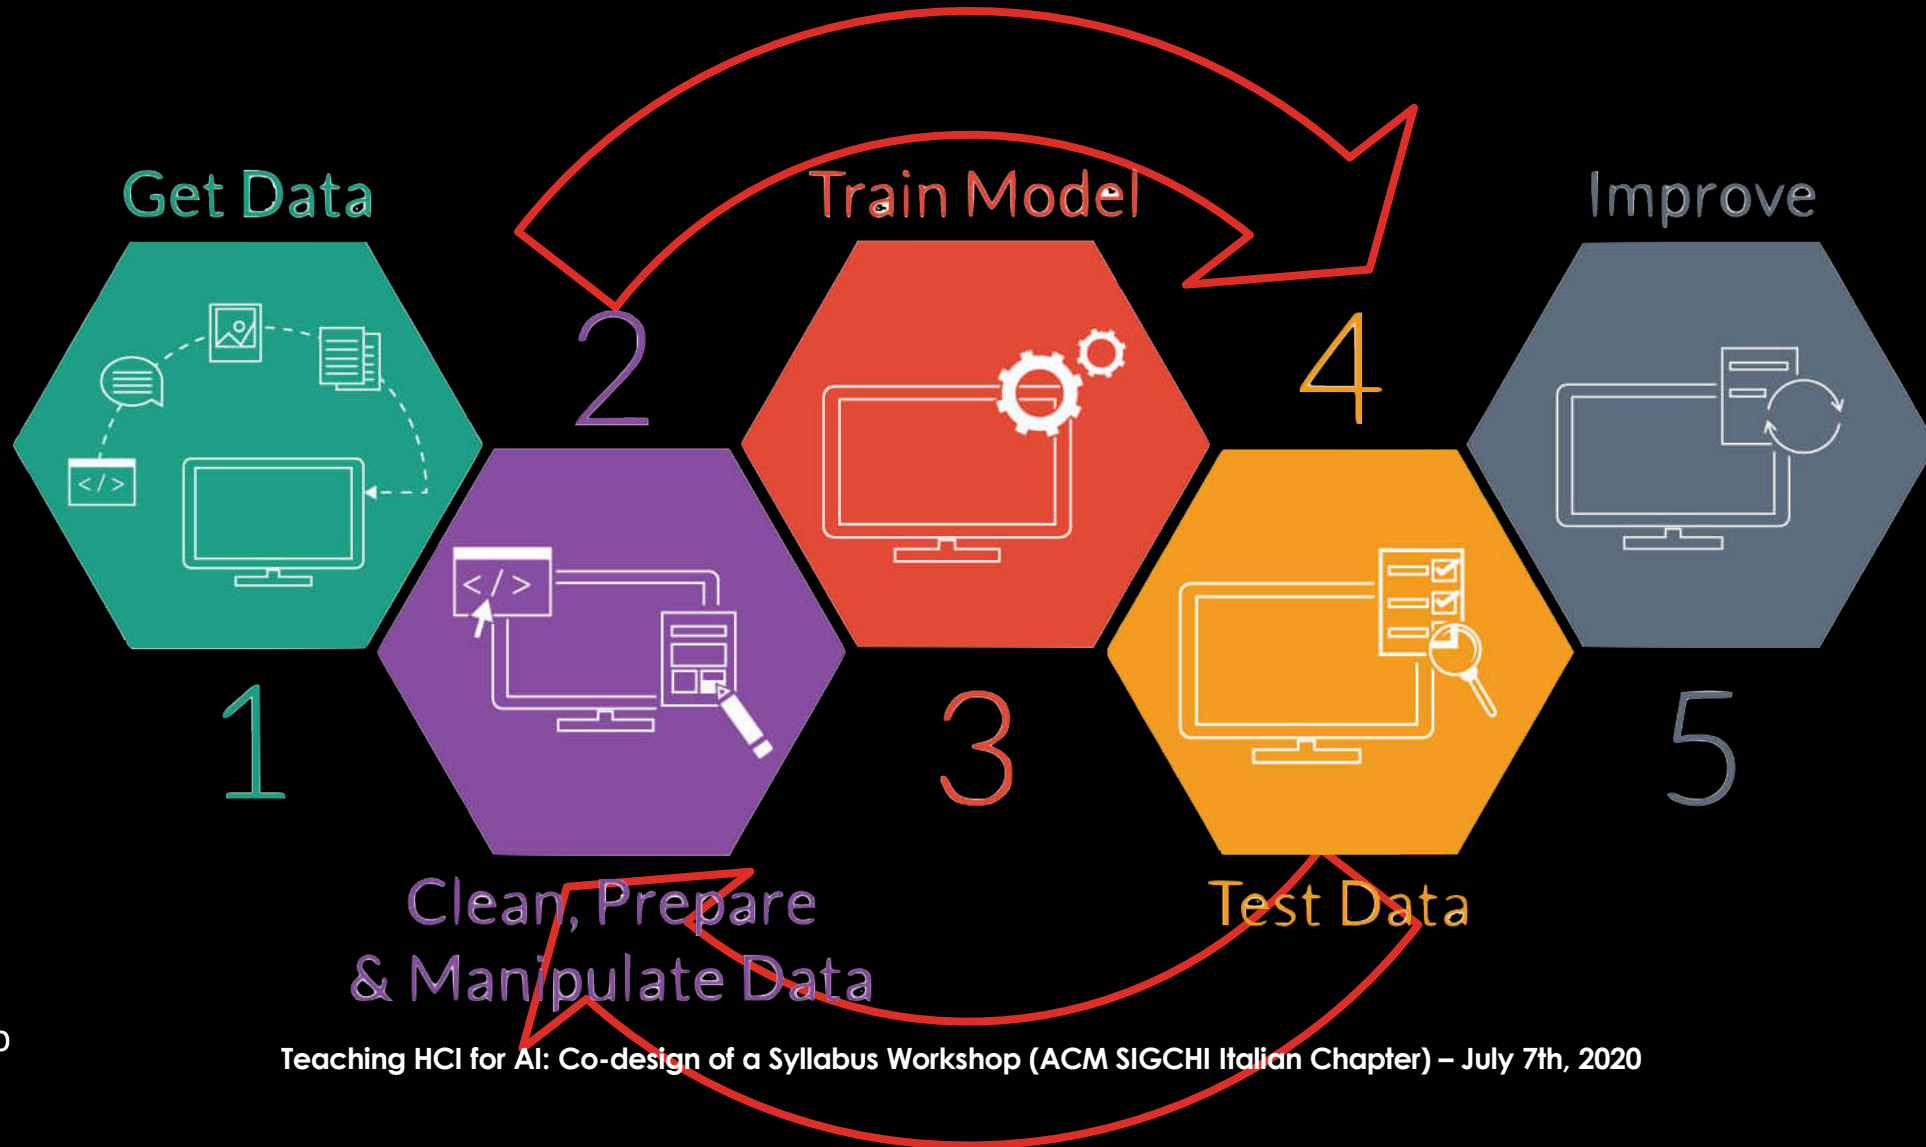 Get Data
Train Model
Improve
2
4
</>
</>
1
3
5
Clean, Prepare
& Manipulate Data
Test Data
Teaching HCI for AI: Co-design of a Syllabus Workshop (ACM SIGCHI Italian Chapter) – July 7th, 2020